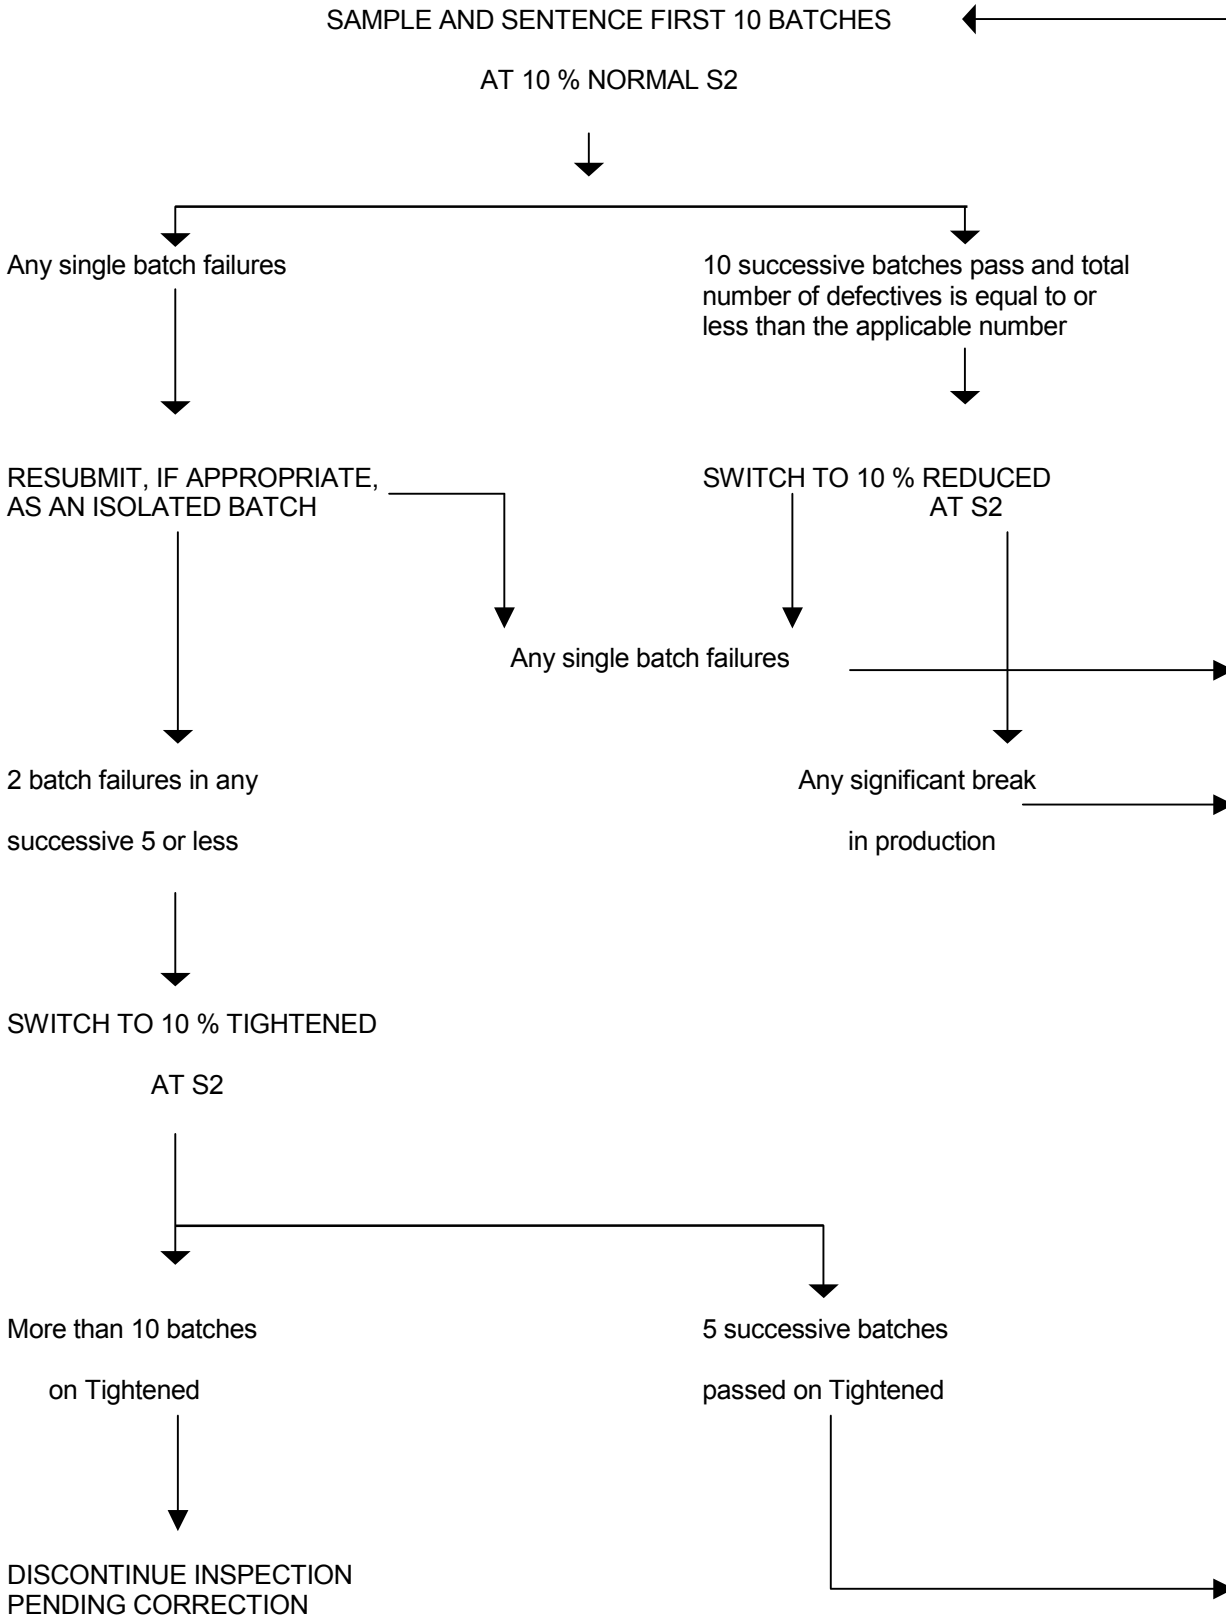 SAMPLE AND SENTENCE FIRST 10 BATCHES
AT 10 % NORMAL S2
Any single batch failures
10 successive batches pass and total
number of defectives is equal to or
less than the applicable number
RESUBMIT, IF APPROPRIATE,
AS AN ISOLATED BATCH
SWITCH TO 10 % REDUCED
AT S2
Any single batch failures
2 batch failures in any
successive 5 or less
Any significant break
in production
SWITCH TO 10 % TIGHTENED
AT S2
More than 10 batches
on Tightened
5 successive batches
passed on Tightened
DISCONTINUE INSPECTION
PENDING CORRECTION